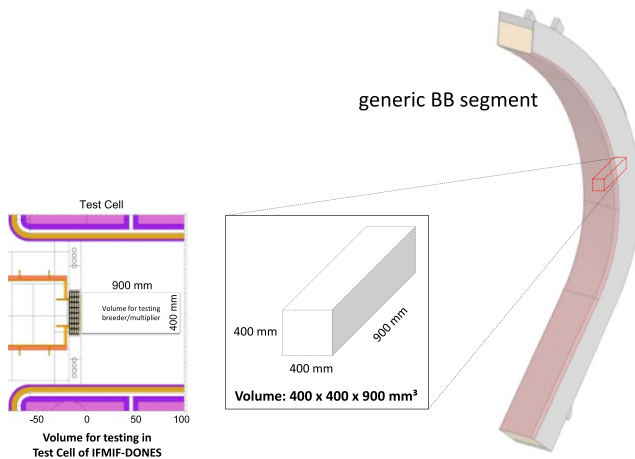 generic BB segment
Test Cell
900 mm
Volume for testing
breeder/multiplier
400 mm
-50 0 50 100
Volume for testing in
Test Cell of IFMIF-DONES
400 mm
900 mm
400 mm
Volume: 400 x 400 x 900 mm³